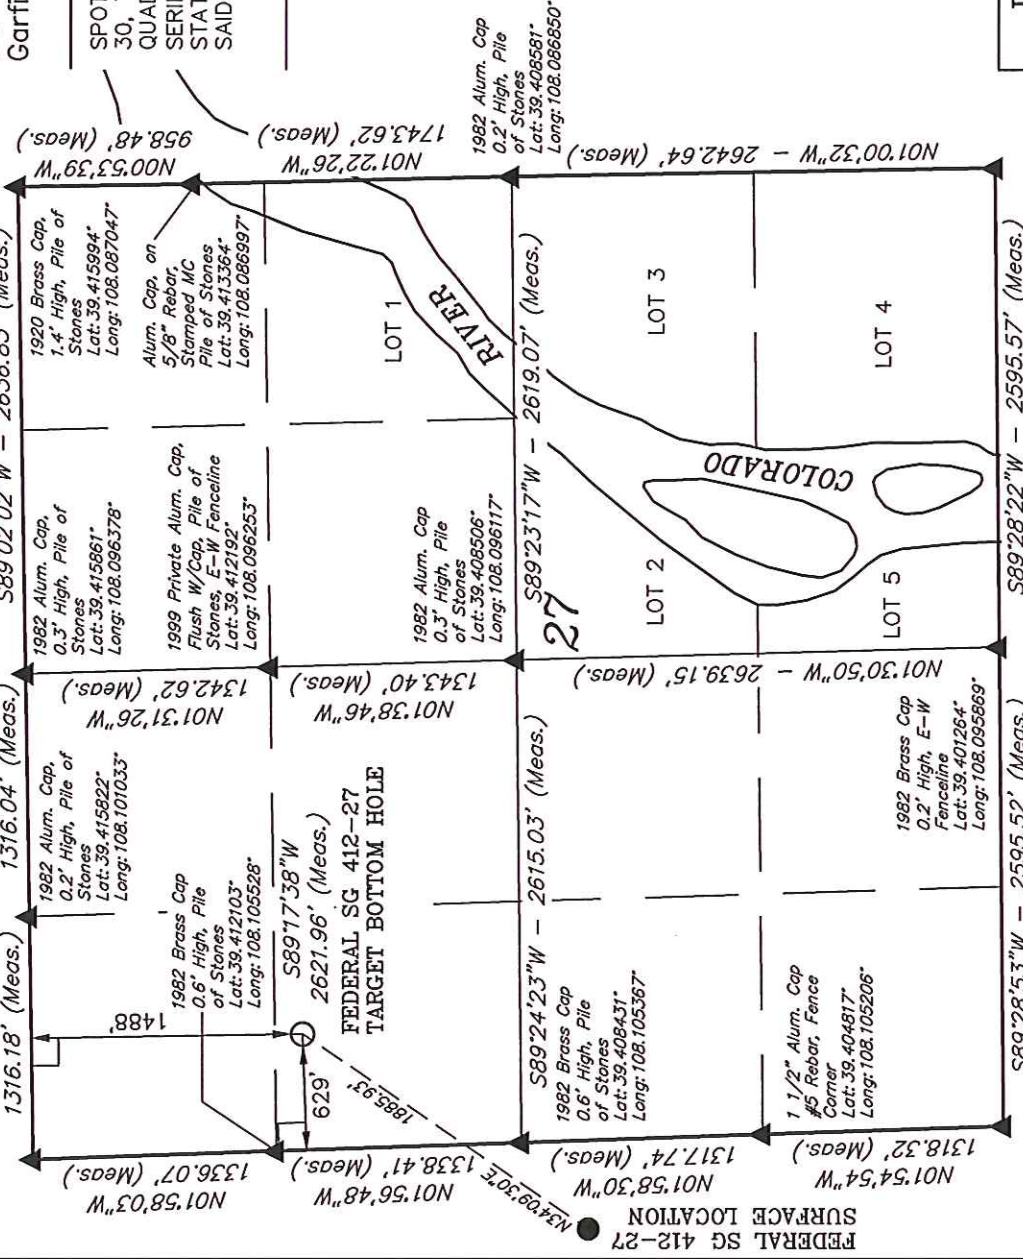 Garfi
SPOT
30,
QUAD
SERIE
STAT
SAID
1316.18' (Meas.)
1316.04' (Meas.)
S89°02'02"W –
(Meas.)
N00°53'39"W
958.48' (Meas.)
N01°22'26"W
1743.62' (Meas.)
1982 Alum. Cap
0.2' High, Pile
of Stones
Lat: 39.408581°
Long: 108.086850°
N01°00'32"W – 2642.64' (Meas.)
1920 Brass Cap,
1.4' High, Pile of
Stones
Lat: 39.415994°
Long: 108.087047°
Alum. Cap, on
5/8" Rebar,
Stamped MC
Pile of Stones
Lat: 39.413364°
Long: 108.086997°
LOT 1
RIVER
1982 Alum. Cap,
0.3' High, Pile of
Stones
Lat: 39.415861°
Long: 108.096378°
1999 Private Alum. Cap,
Flush W/Cap, Pile of
Stones, E–W Fenceline
Lat: 39.412192°
Long: 108.096253°
1982 Alum. Cap
0.3' High, Pile
of Stones
Lat: 39.408506°
Long: 108.096117°
N01°31'26"W
1342.62' (Meas.)
N01°38'46"W
1343.40' (Meas.)
1982 Alum. Cap,
0.2' High, Pile of
Stones
Lat: 39.415822°
Long: 108.101033°
1982 Brass Cap
0.6' High, Pile
of Stones
Lat: 39.412103°
Long: 108.105528°
1488'
629'
S89°17'38"W
2621.96' (Meas.)
FEDERAL SG 412–27
TARGET BOTTOM HOLE
N01°58'03"W
1336.07' (Meas.)
N01°56'48"W
1338.41' (Meas.)
N34°09'30"E
1885.93'
FEDERAL SG 412–27
SURFACE LOCATION
S89°24'23"W – 2615.03' (Meas.)
S89°23'17"W – 2619.07' (Meas.)
27
LOT 2
LOT 3
COLORADO
LOT 4
LOT 5
N01°30'50"W – 2639.15' (Meas.)
1982 Brass Cap
0.6' High, Pile
of Stones
Lat: 39.408431°
Long: 108.105367°
N01°58'30"W
1317.74' (Meas.)
1 1/2" Alum. Cap
#5 Rebar, Fence
Corner
Lat: 39.404817°
Long: 108.105206°
N01°54'54"W
1318.32' (Meas.)
1982 Brass Cap
0.2' High, E–W
Fenceline
Lat: 39.401264°
Long: 108.095869°
S89°28'53"W – 2595.52' (Meas.)
S89°28'22"W – 2595.57' (Meas.)